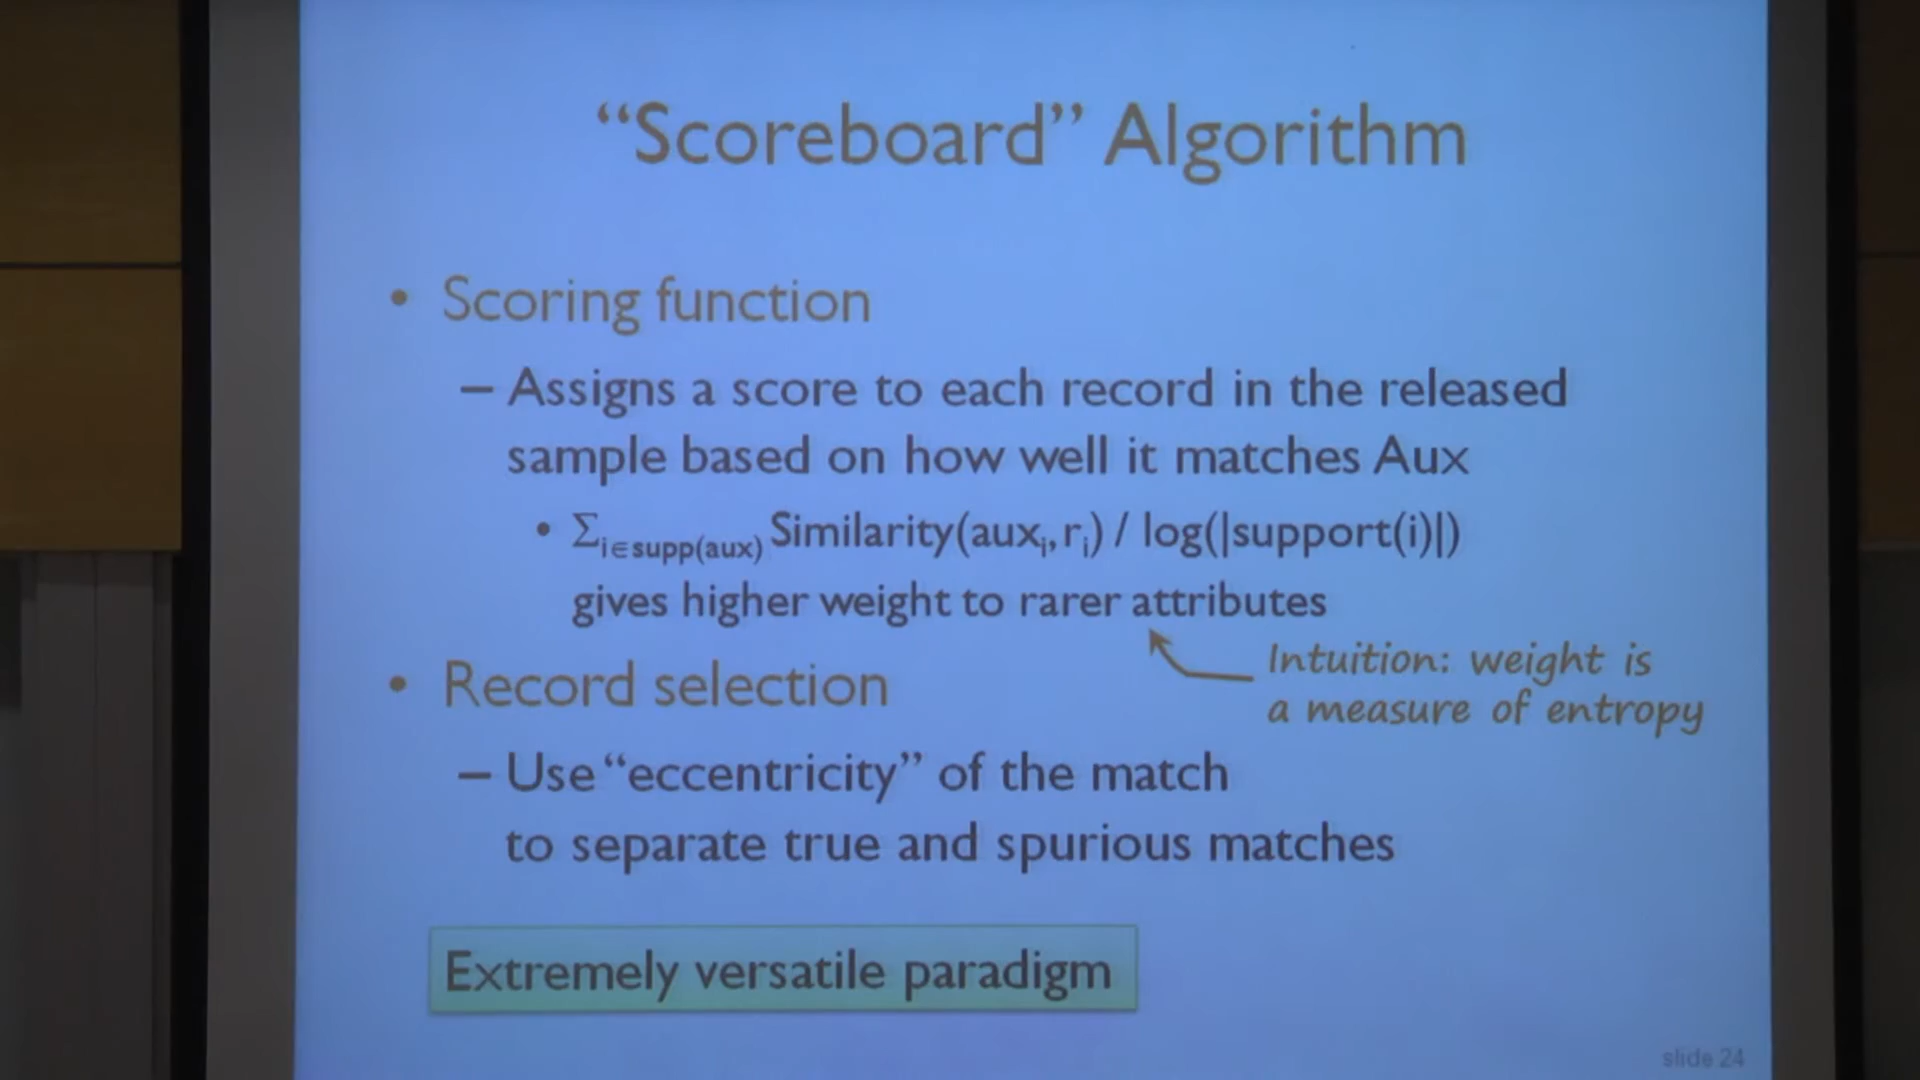 “Scoreboard” Algorithm
• Scoring function
– Assigns a score to each record in the released
sample based on how well it matches Aux
• Σi∈supp(aux) Similarity(auxi, ri) / log(|support(i)|)
gives higher weight to rarer attributes
Intuition: weight is
a measure of entropy
• Record selection
– Use “eccentricity” of the match
to separate true and spurious matches
Extremely versatile paradigm
slide 24